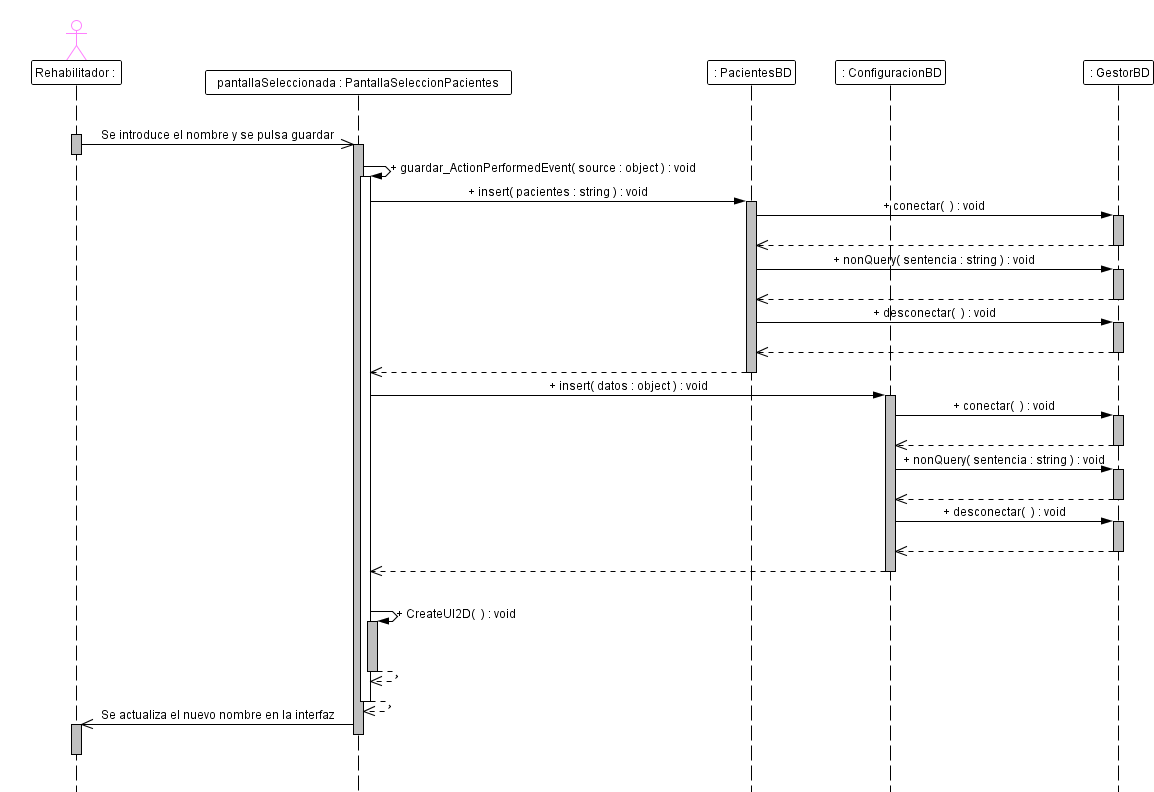 Rehabilitador :
pantallaSeleccionada : PantallaSeleccionPacientes
: PacientesBD
: ConfiguracionBD
: GestorBD
Se introduce el nombre y se pulsa guardar
+ guardar_ActionPerformedEvent( source : object ) : void
+ insert( pacientes : string ) : void
+ conectar( ) : void
+ nonQuery( sentencia : string ) : void
+ desconectar( ) : void
+ insert( datos : object ) : void
+ conectar( ) : void
+ nonQuery( sentencia : string ) : void
+ desconectar( ) : void
+ CreateUI2D( ) : void
Se actualiza el nuevo nombre en la interfaz